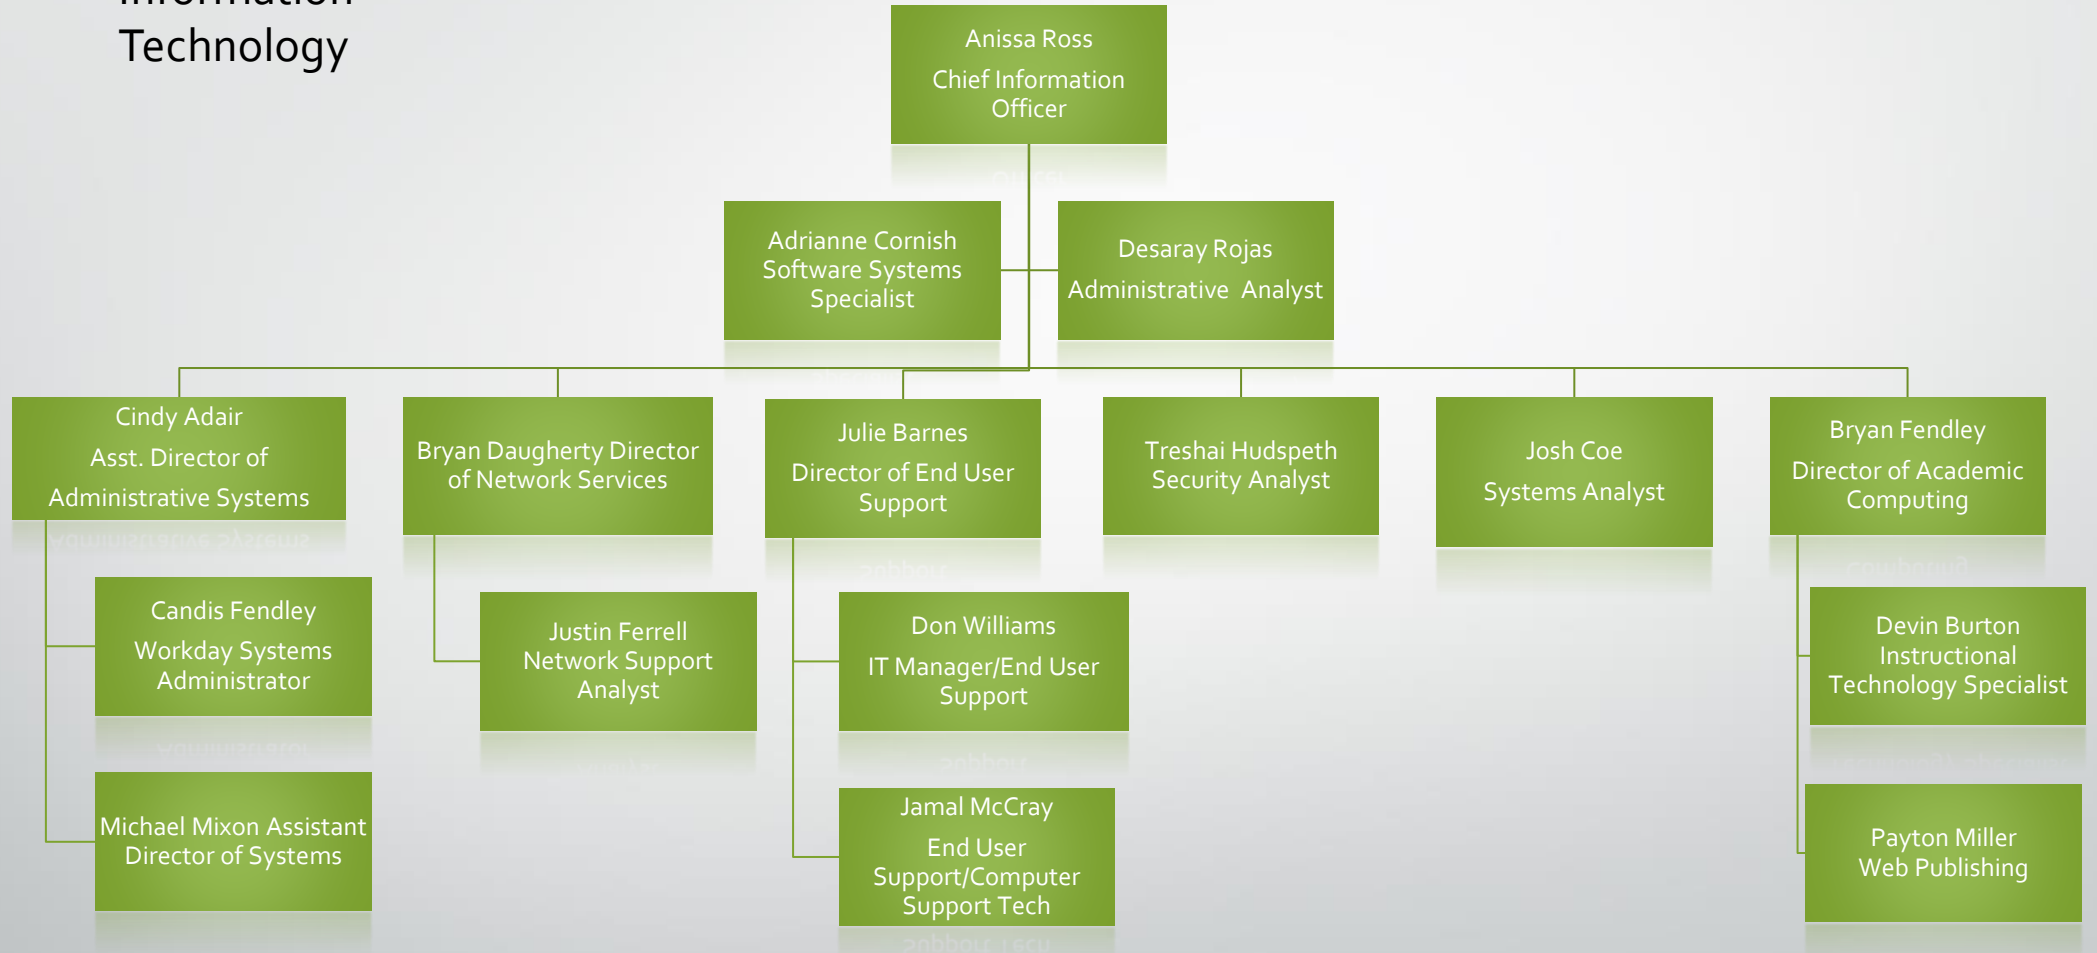 Information
Technology
Anissa Ross
Chief Information
Officer
Adrianne Cornish
Software Systems
Specialist
Desaray Rojas
Administrative Analyst
Cindy Adair
Asst. Director of
Administrative Systems
Bryan Daugherty Director
of Network Services
Julie Barnes
Director of End User
Support
Treshai Hudspeth
Security Analyst
Josh Coe
Systems Analyst
Bryan Fendley
Director of Academic
Computing
Candis Fendley
Workday Systems
Administrator
Justin Ferrell
Network Support
Analyst
Don Williams
IT Manager/End User
Support
Devin Burton
Instructional
Technology Specialist
Michael Mixon Assistant
Director of Systems
Jamal McCray
End User
Support/Computer
Support Tech
Payton Miller
Web Publishing